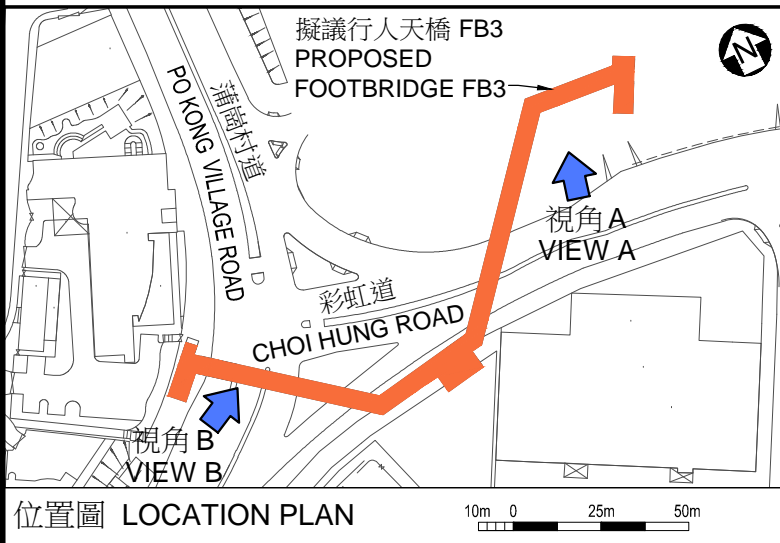 擬議行人天橋 FB3
PROPOSED
FOOTBRIDGE FB3
N
蒲崗村道
PO KONG VILLAGE ROAD
視角 A
VIEW A
彩虹道
CHOI HUNG ROAD
視角 B
VIEW B
位置圖 LOCATION PLAN
10m 0 25m 50m